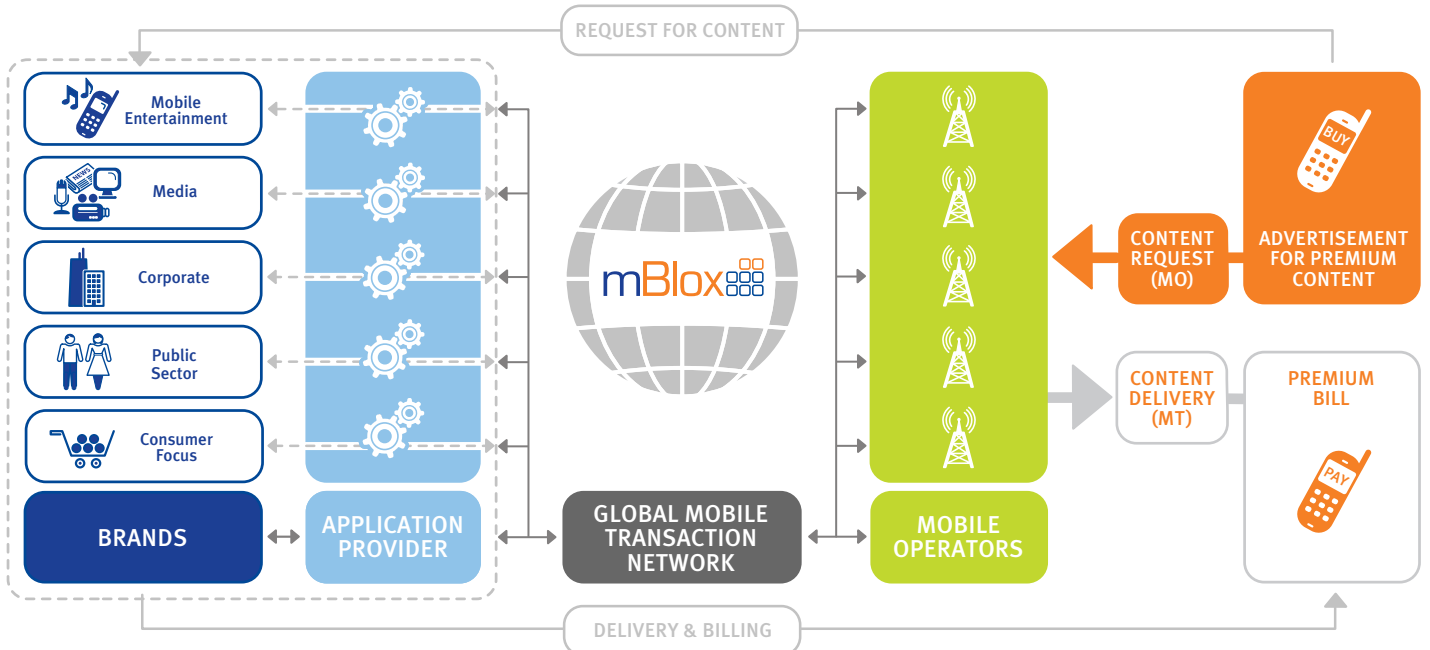 REQUEST FOR CONTENT
Mobile
Entertainment
NEWS
Media
Corporate
Public
Sector
Consumer
Focus
BRANDS
APPLICATION
PROVIDER
mBlox
GLOBAL MOBILE
TRANSACTION
NETWORK
MOBILE
OPERATORS
CONTENT
REQUEST
(MO)
BUY
ADVERTISEMENT
FOR PREMIUM
CONTENT
CONTENT
DELIVERY
(MT)
PREMIUM
BILL
PAY
DELIVERY & BILLING